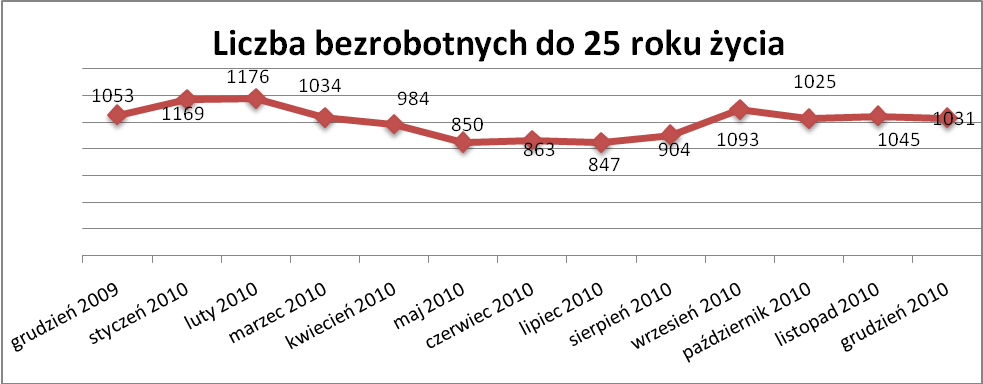 Liczba bezrobotnych do 25 roku życia
1053
1169
1176
1034
984
850
863
847
904
1093
1025
1045
1031
grudzień 2009
styczeń 2010
luty 2010
marzec 2010
kwiecień 2010
maj 2010
czerwiec 2010
lipiec 2010
sierpień 2010
wrzesień 2010
październik 2010
listopad 2010
grudzień 2010